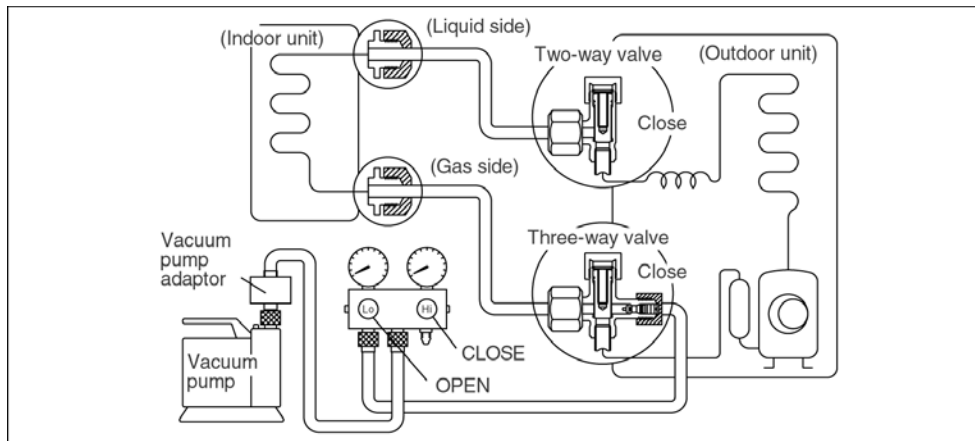 (Liquid side)
(Indoor unit)
Two-way valve
(Outdoor unit)
Close
(Gas side)
Three-way valve
Close
Vacuum
pump
adaptor
Lo
Hi
CLOSE
OPEN
Vacuum
pump